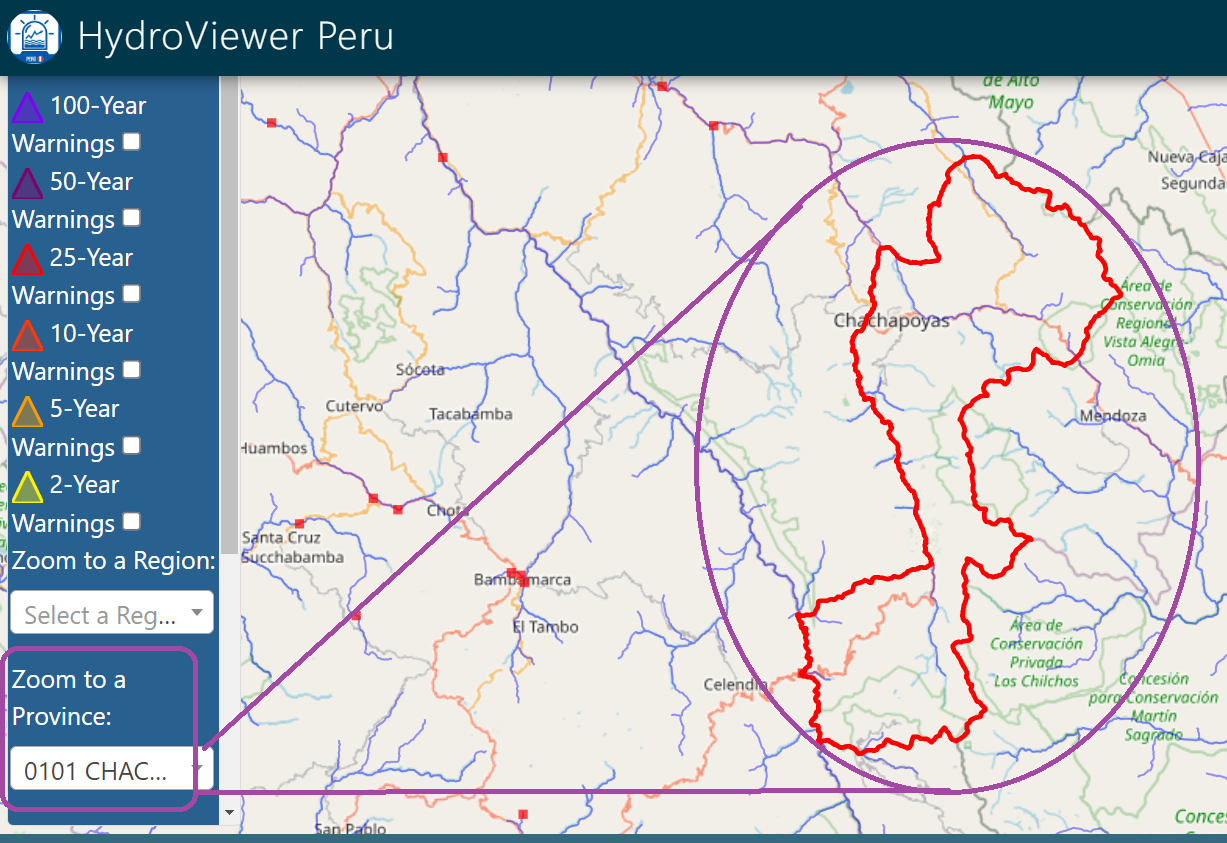 HydroViewer Peru
100-Year
Warnings
50-Year
Warnings
25-Year
Warnings
10-Year
Warnings
5-Year
Warnings
2-Year
Warnings
Zoom to a Region:
Select a Reg...
Zoom to a
Province:
0101 CHAC...
de Alto
Mayo
Nueva Caja
Segunda
Área de
Conservación
Regional
Vista Alegre
Omia
Chachapoyas
Sócota
Cutervo
Tacabamba
Mendoza
Huambos
Chota
Santa Cruz
Succhabamba
Bambamarca
El Tambo
Área de
Conservación
Privada
Los Chilchos
Celendín
Concesión
para Conservación
Martín
Sagrado
San Pablo
Conces